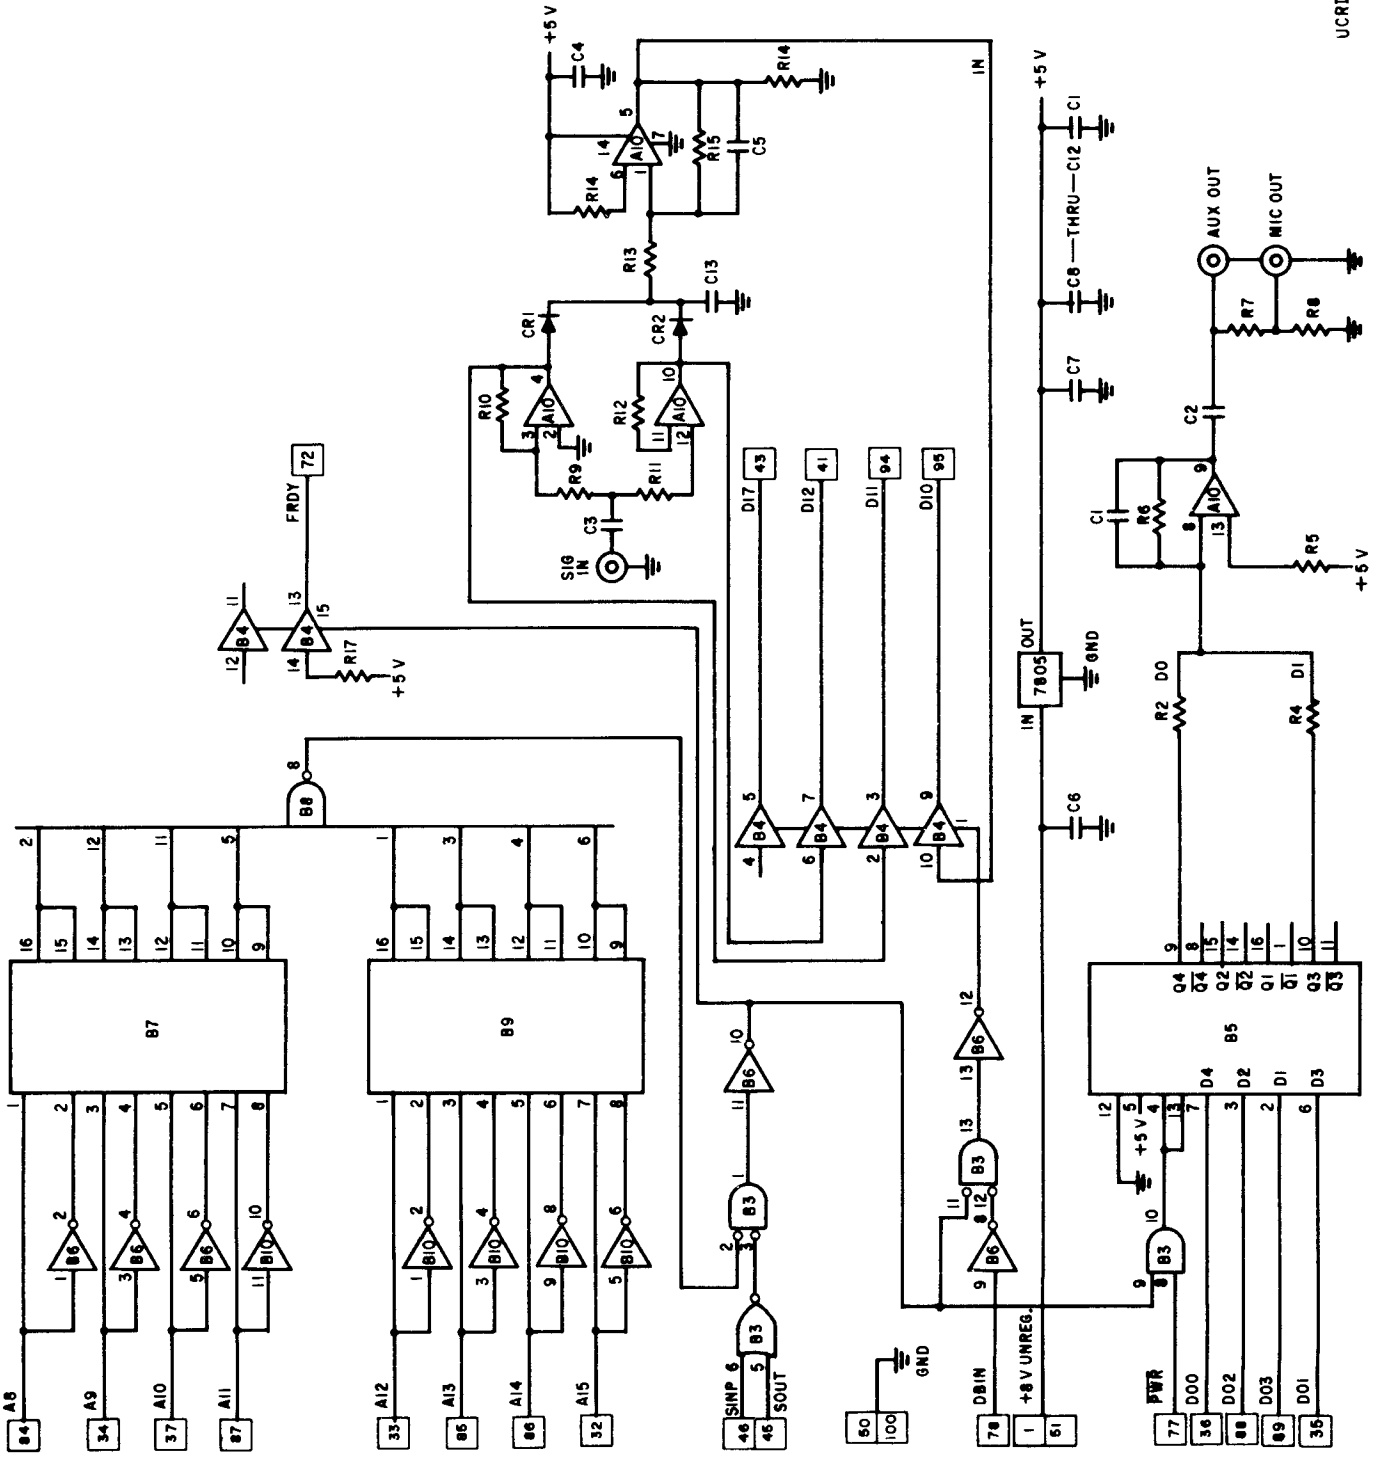 UCRI
+5V
C4
R14
14
6
1
A10
5
17
R15
C5
R14
IN
R13
C13
CR1
CR2
R10
4
3
2
A10
R12
10
11
12
A10
R9
R11
C3
SIG
IN
FRDY
72
12
B4
11
14
B4
13
15
R17
+5V
8
B8
2
12
11
5
1
3
4
6
16
15
14
13
12
11
10
9
B7
1
2
3
4
5
6
7
8
16
15
14
13
12
11
10
9
B9
1
2
3
4
5
6
7
8
1
B6
2
3
B6
4
5
B6
6
11
B10
10
1
B10
2
3
B10
4
9
B10
8
5
B10
6
A8
84
A9
34
A10
37
A11
87
A12
33
A13
85
A14
86
A15
32
SINP
46
6
SOUT
45
5
B3
2
3
B3
1
11
B6
10
50
100
GND
DBIN
78
9
B6
8
12
11
B3
13
13
B6
12
4
B4
5
DI7
43
6
B4
7
DI2
41
2
B4
3
DI1
94
10
B4
9
1
DI0
95
+8V UNREG.
1
51
C6
IN
7805
OUT
GND
C7
C8 THRU C12
C1
+5V
PWR
77
9
8
B3
10
DO0
36
DO2
88
DO3
89
DO1
35
12
5
+5V
4
13
7
D4
3
D2
2
D1
6
D3
B5
Q4
9
Q4
8
Q2
15
Q2
14
Q1
16
Q1
1
Q3
10
Q3
11
R2
D0
R4
D1
C1
R6
8
13
A10
9
R5
+5V
C2
R7
R8
AUX OUT
MIC OUT